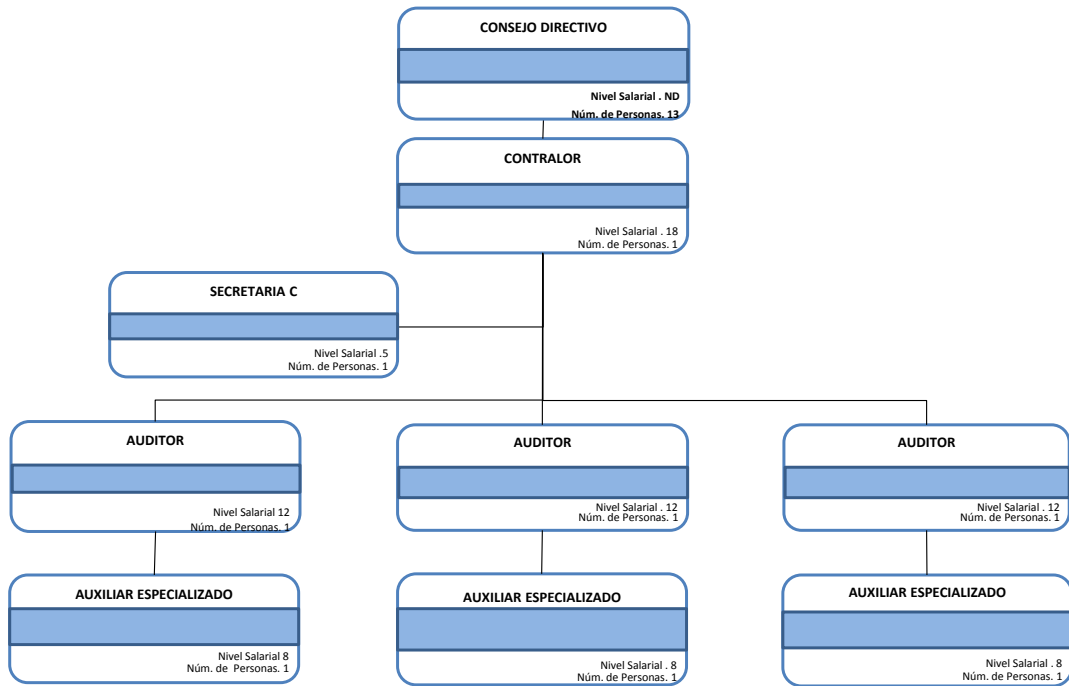 CONSEJO DIRECTIVO
Nivel Salarial . ND
Núm. de Personas. 13
CONTRALOR
Nivel Salarial . 18
Núm. de Personas. 1
SECRETARIA C
Nivel Salarial .5
Núm. de Personas. 1
AUDITOR
Nivel Salarial 12
Núm. de Personas. 1
AUDITOR
Nivel Salarial . 12
Núm. de Personas. 1
AUDITOR
Nivel Salarial . 12
Núm. de Personas. 1
AUXILIAR ESPECIALIZADO
Nivel Salarial 8
Núm. de Personas. 1
AUXILIAR ESPECIALIZADO
Nivel Salarial . 8
Núm. de Personas. 1
AUXILIAR ESPECIALIZADO
Nivel Salarial . 8
Núm. de Personas. 1